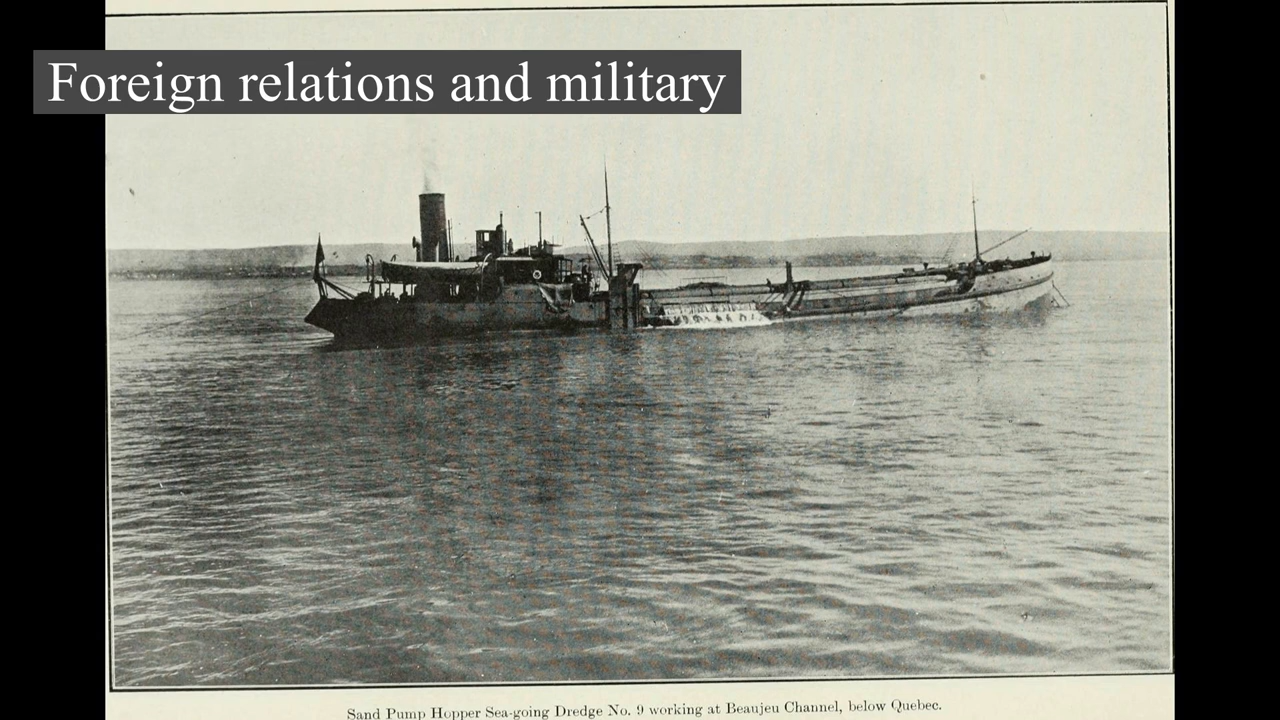 Foreign relations and military
Sand Pump Hopper Sea-going Dredge No. 9 working at Beaujeu Channel, below Quebec.